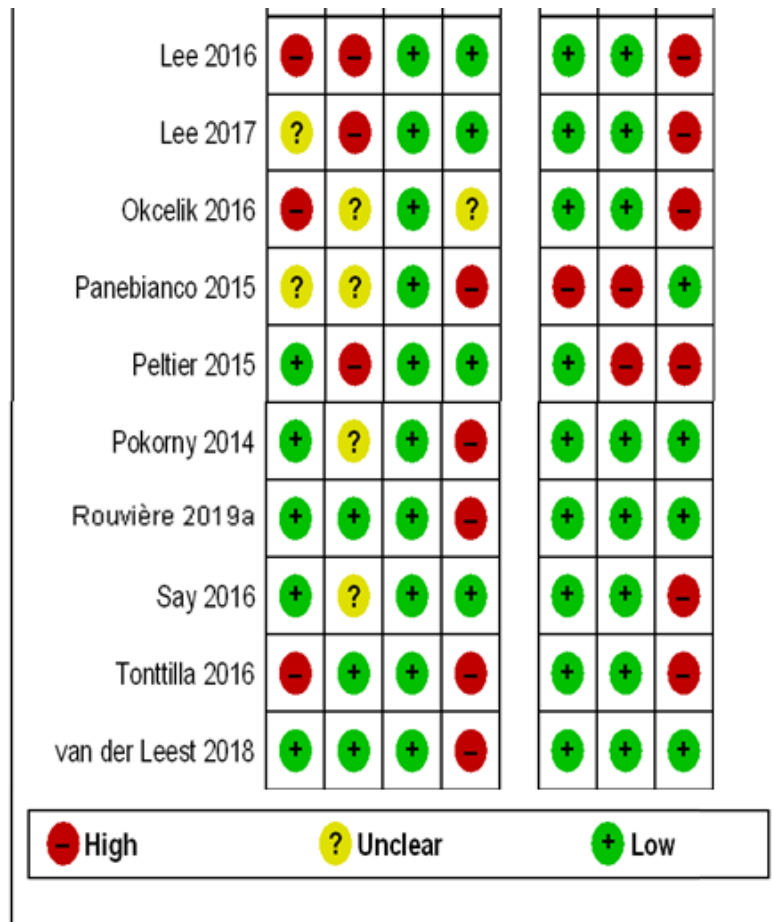 Lee 2016 – – + + + + –
Lee 2017 ? – + + + + –
Okcelik 2016 – ? + ? + + –
Panebianco 2015 ? ? + – – – +
Peltier 2015 + – + + + – –
Pokorny 2014 + ? + – + + +
Rouvière 2019a + + + – + + +
Say 2016 + ? + + + + –
Tonttilla 2016 – + + – + + –
van der Leest 2018 + + + – + + +
– High ? Unclear + Low